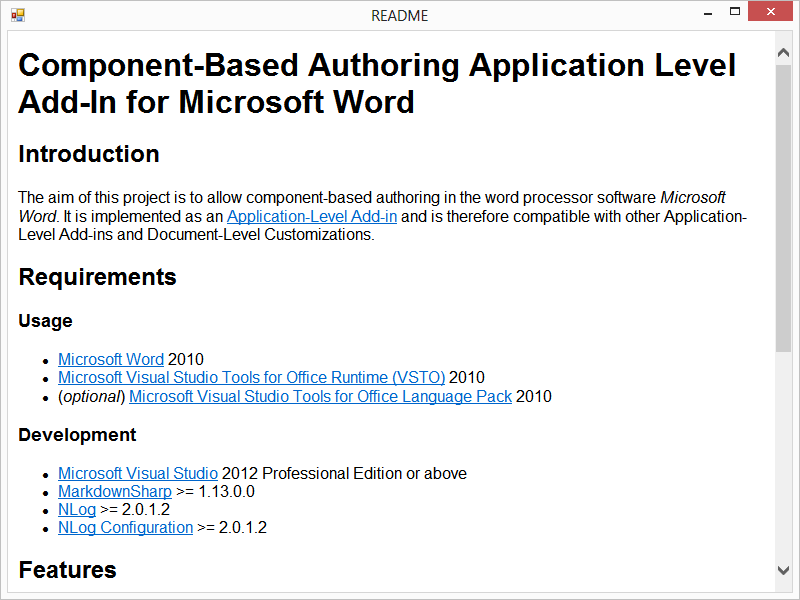 README
Component-Based Authoring Application Level
Add-In for Microsoft Word
Introduction
The aim of this project is to allow component-based authoring in the word processor software Microsoft
Word. It is implemented as an Application-Level Add-in and is therefore compatible with other Application-
Level Add-ins and Document-Level Customizations.
Requirements
Usage
• Microsoft Word 2010
• Microsoft Visual Studio Tools for Office Runtime (VSTO) 2010
• (optional) Microsoft Visual Studio Tools for Office Language Pack 2010
Development
• Microsoft Visual Studio 2012 Professional Edition or above
• MarkdownSharp >= 1.13.0.0
• NLog >= 2.0.1.2
• NLog Configuration >= 2.0.1.2
Features